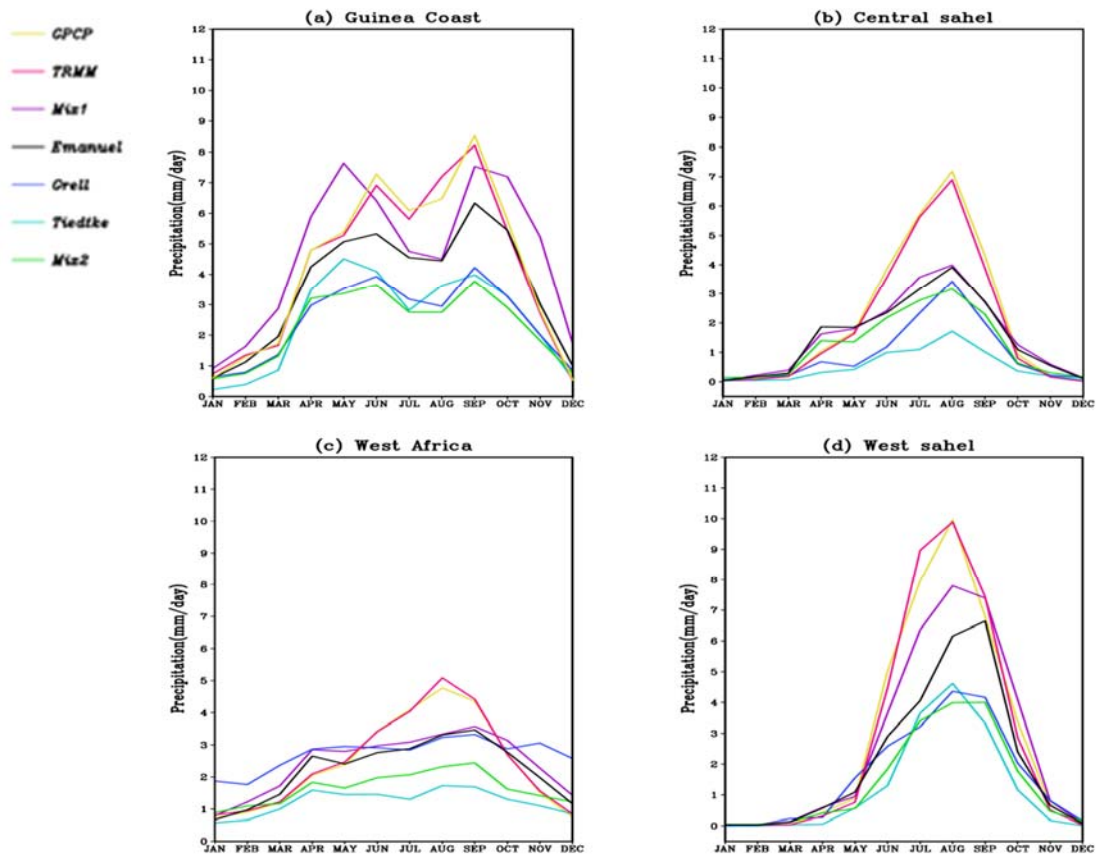 GPCP
TRMM
Mix1
Emanuel
Grell
Tiedtke
Mix2
(a) Guinea Coast
Precipitation(mm/day)
12
11
10
9
8
7
6
5
4
3
2
1
0
JAN FEB MAR APR MAY JUN JUL AUG SEP OCT NOV DEC
(b) Central sahel
Precipitation(mm/day)
12
11
10
9
8
7
6
5
4
3
2
1
0
JAN FEB MAR APR MAY JUN JUL AUG SEP OCT NOV DEC
(c) West Africa
Precipitation(mm/day)
12
11
10
9
8
7
6
5
4
3
2
1
0
JAN FEB MAR APR MAY JUN JUL AUG SEP OCT NOV DEC
(d) West sahel
Precipitation(mm/day)
12
11
10
9
8
7
6
5
4
3
2
1
0
JAN FEB MAR APR MAY JUN JUL AUG SEP OCT NOV DEC